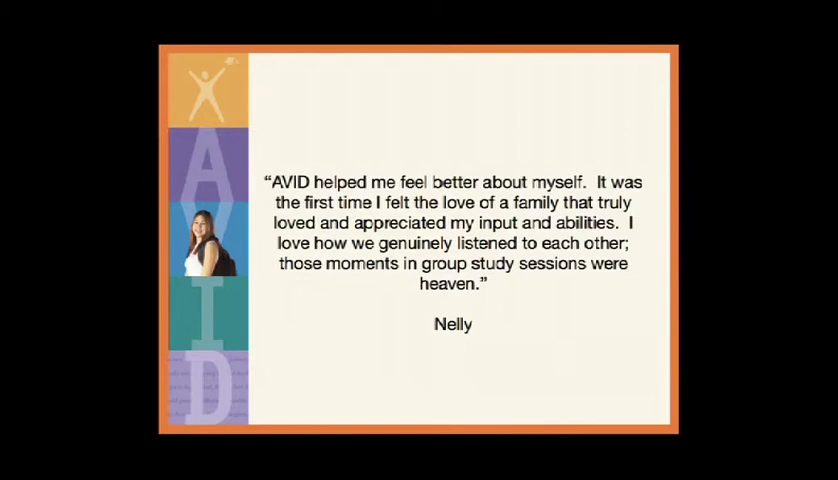 “AVID helped me feel better about myself.  It was
the first time I felt the love of a family that truly
loved and appreciated my input and abilities.  I
love how we genuinely listened to each other;
those moments in group study sessions were
heaven.”
Nelly
A
V
I
D